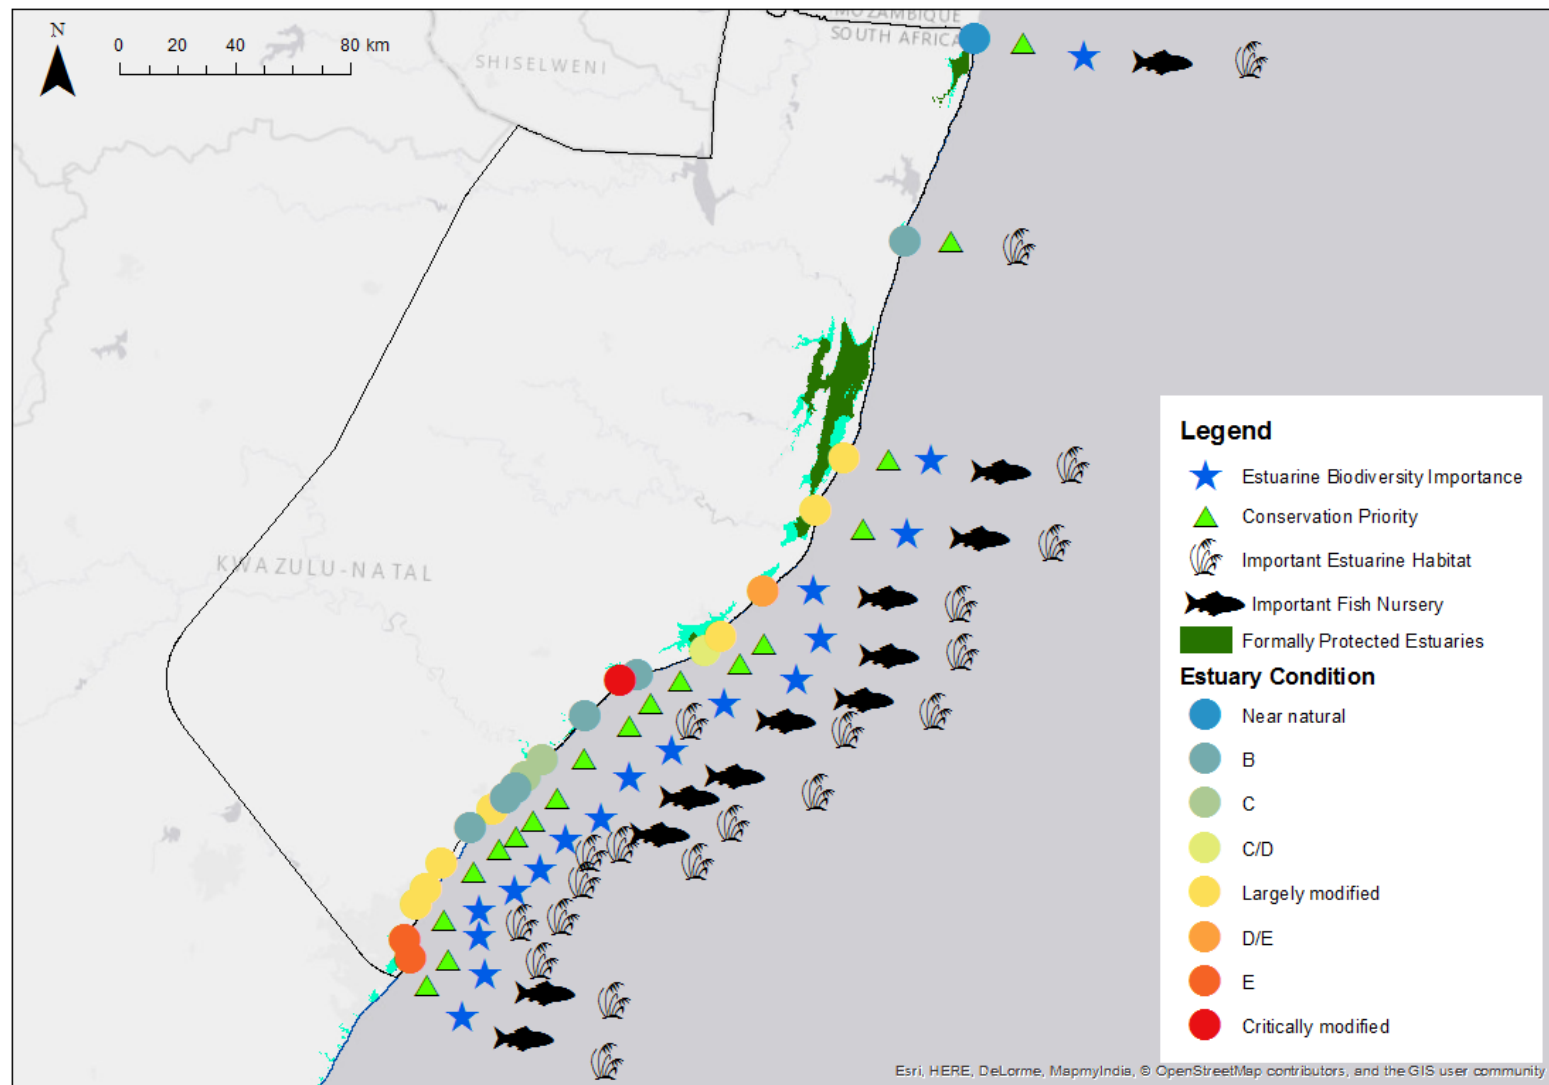 MOZAMBIQUE
SOUTH AFRICA
N
0 20 40 80 km
SHISELWENI
KWAZULU-NATAL
Legend
Estuarine Biodiversity Importance
Conservation Priority
Important Estuarine Habitat
Important Fish Nursery
Formally Protected Estuaries
Estuary Condition
Near natural
B
C
C/D
Largely modified
D/E
E
Critically modified
Esri, HERE, DeLorme, MapmyIndia, © OpenStreetMap contributors, and the GIS user community